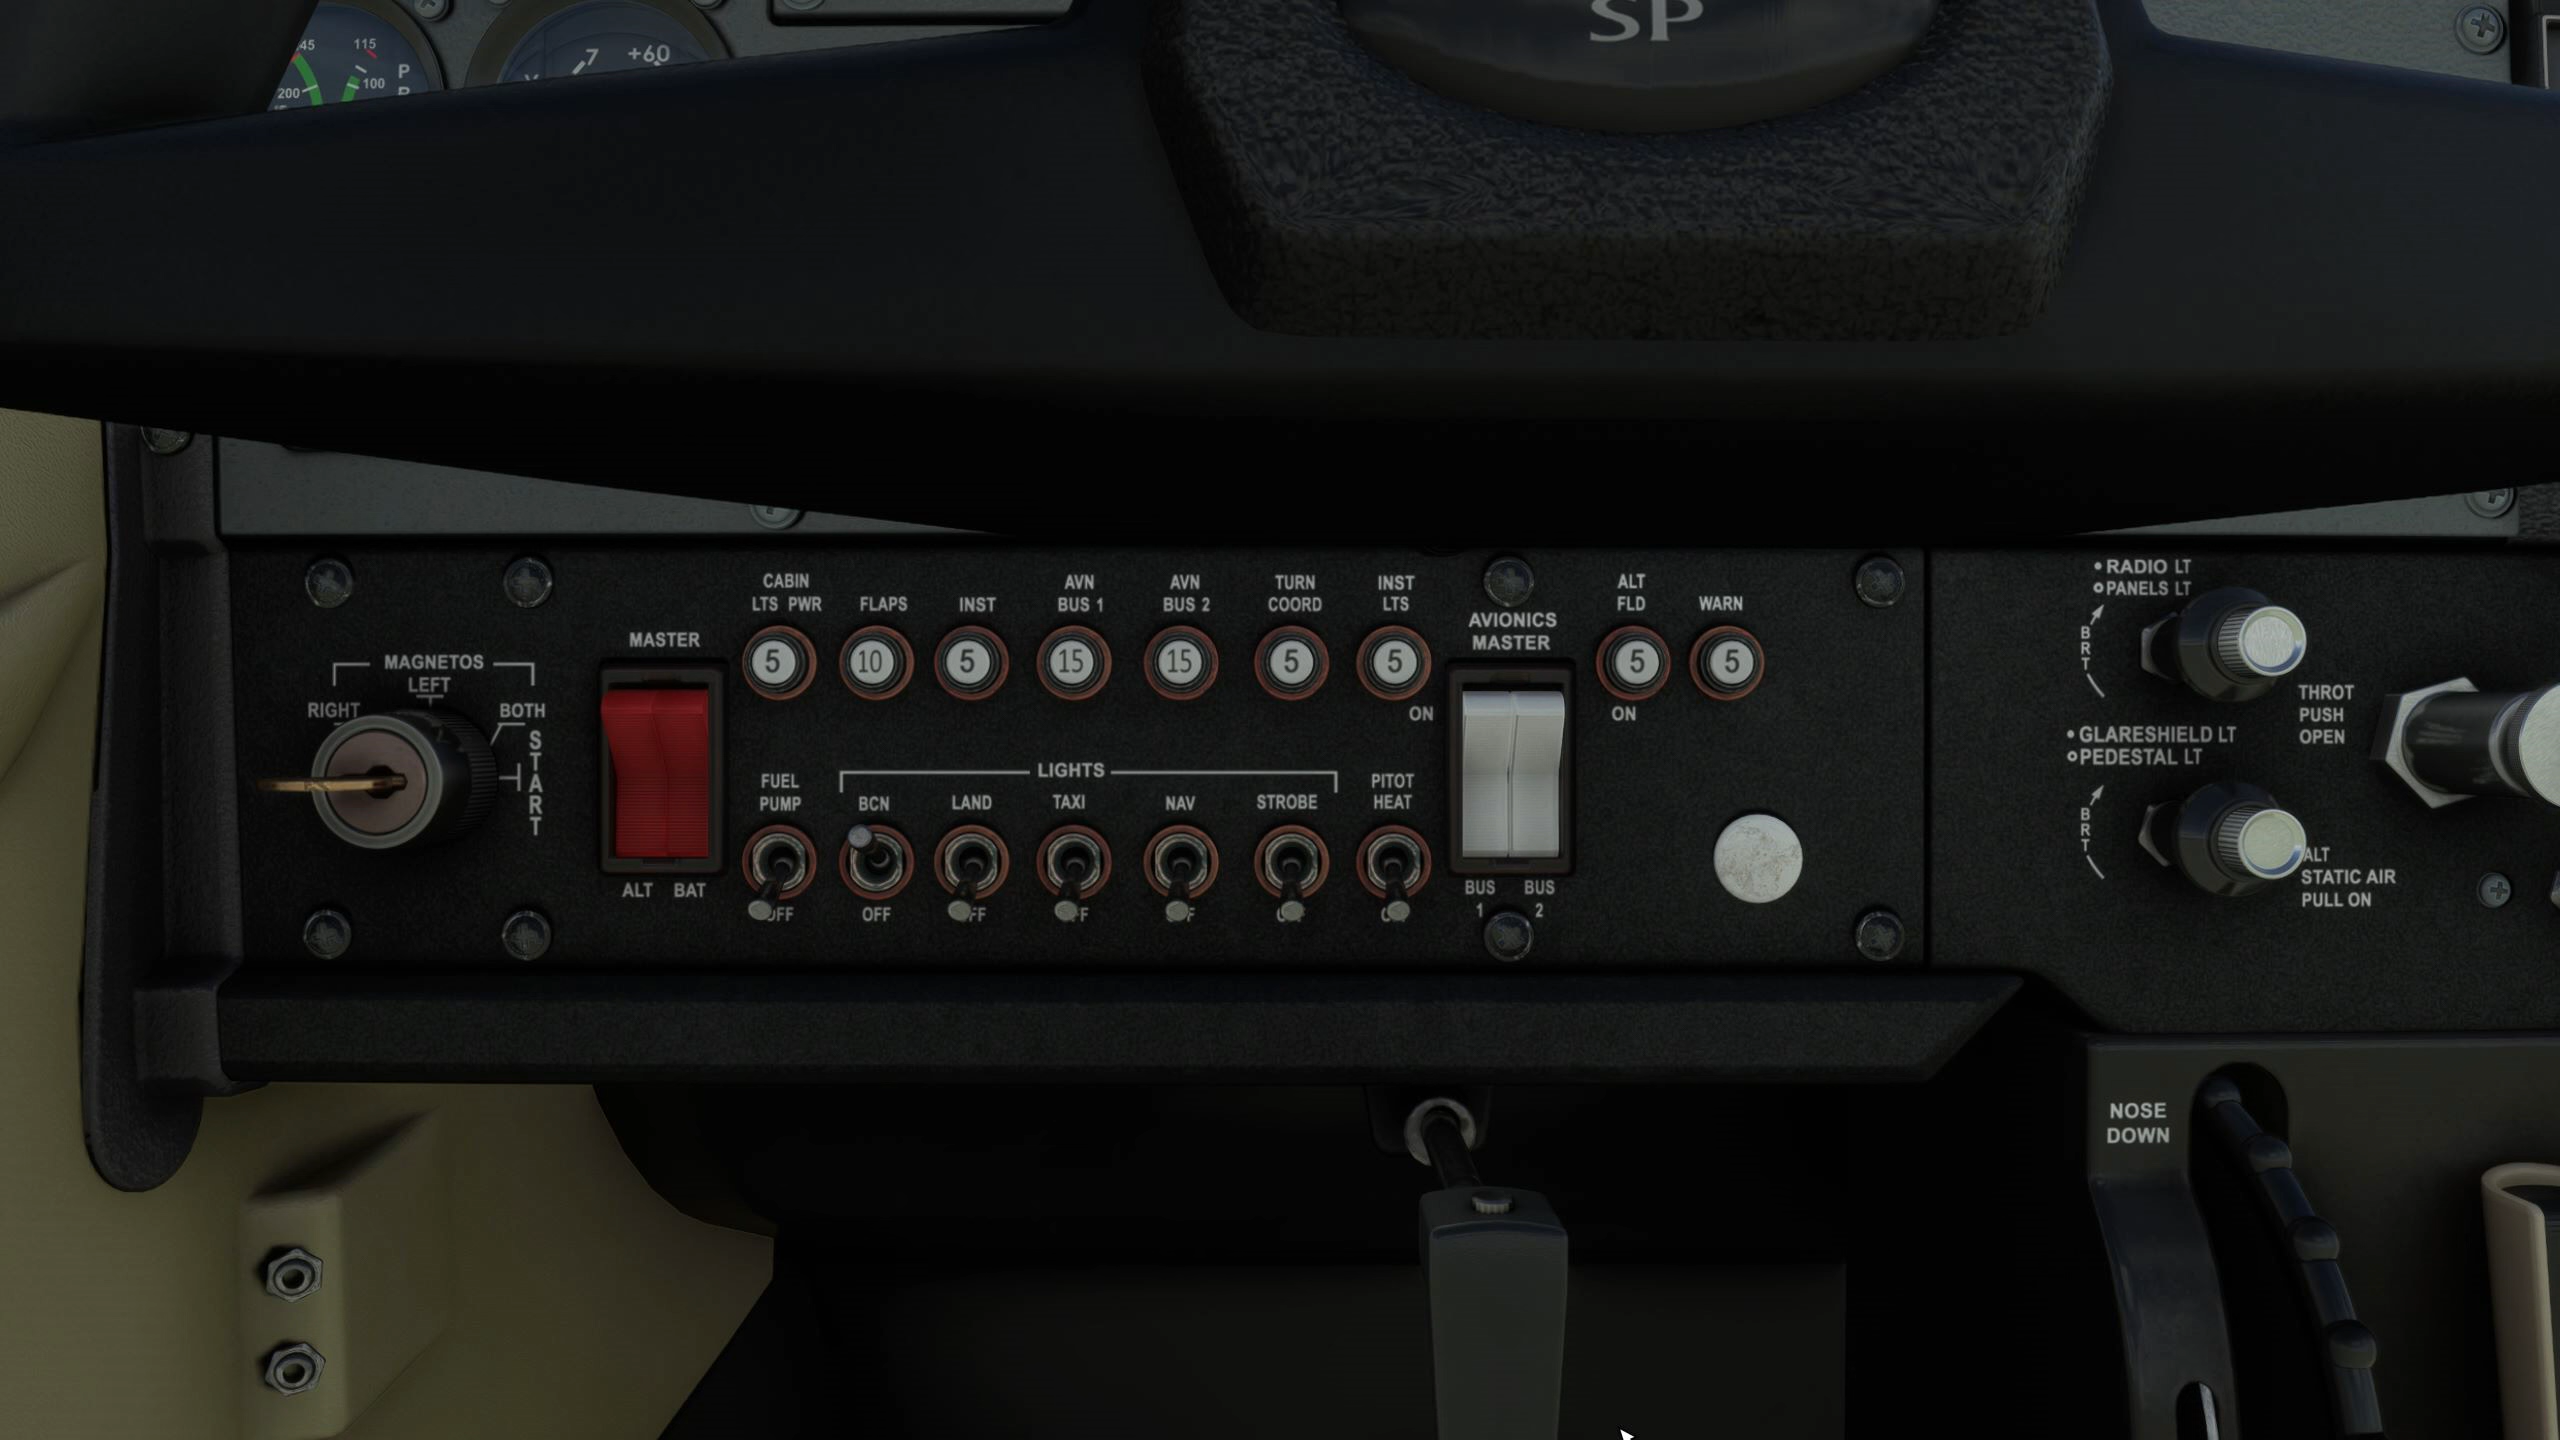 SP
45
115
P
200
100
7
+60
RADIO LT
PANELS LT
BRT
CABIN
LTS PWR
FLAPS
INST
AVN
BUS 1
AVN
BUS 2
TURN
COORD
INST
LTS
ALT
FLD
WARN
AVIONICS
MASTER
MASTER
5
10
5
15
15
5
5
5
5
MAGNETOS
LEFT
RIGHT
BOTH
START
ON
ON
THROT
PUSH
OPEN
GLARESHIELD LT
PEDESTAL LT
BRT
LIGHTS
FUEL
PUMP
BCN
LAND
TAXI
NAV
STROBE
PITOT
HEAT
ALT
BAT
OFF
BUS
1
BUS
2
ALT
STATIC AIR
PULL ON
NOSE
DOWN